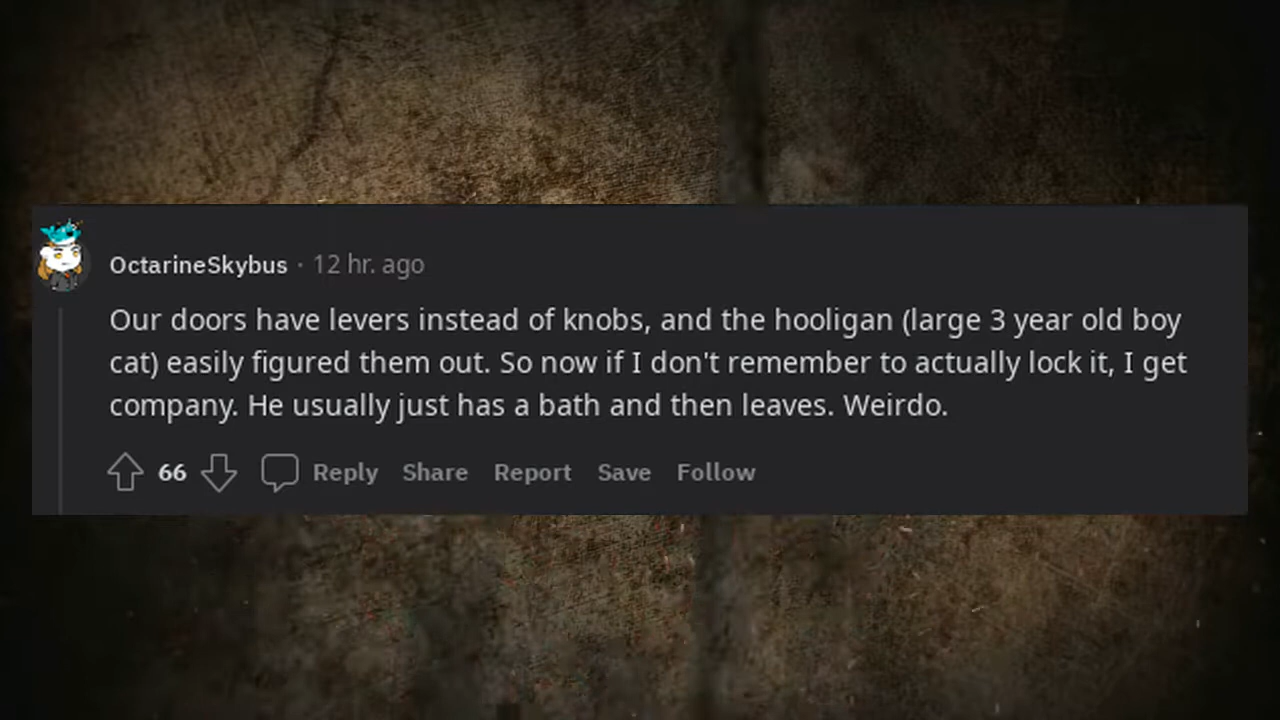 OctarineSkybus · 12 hr. ago
Our doors have levers instead of knobs, and the hooligan (large 3 year old boy
cat) easily figured them out. So now if I don't remember to actually lock it, I get
company. He usually just has a bath and then leaves. Weirdo.
66 Reply Share Report Save Follow